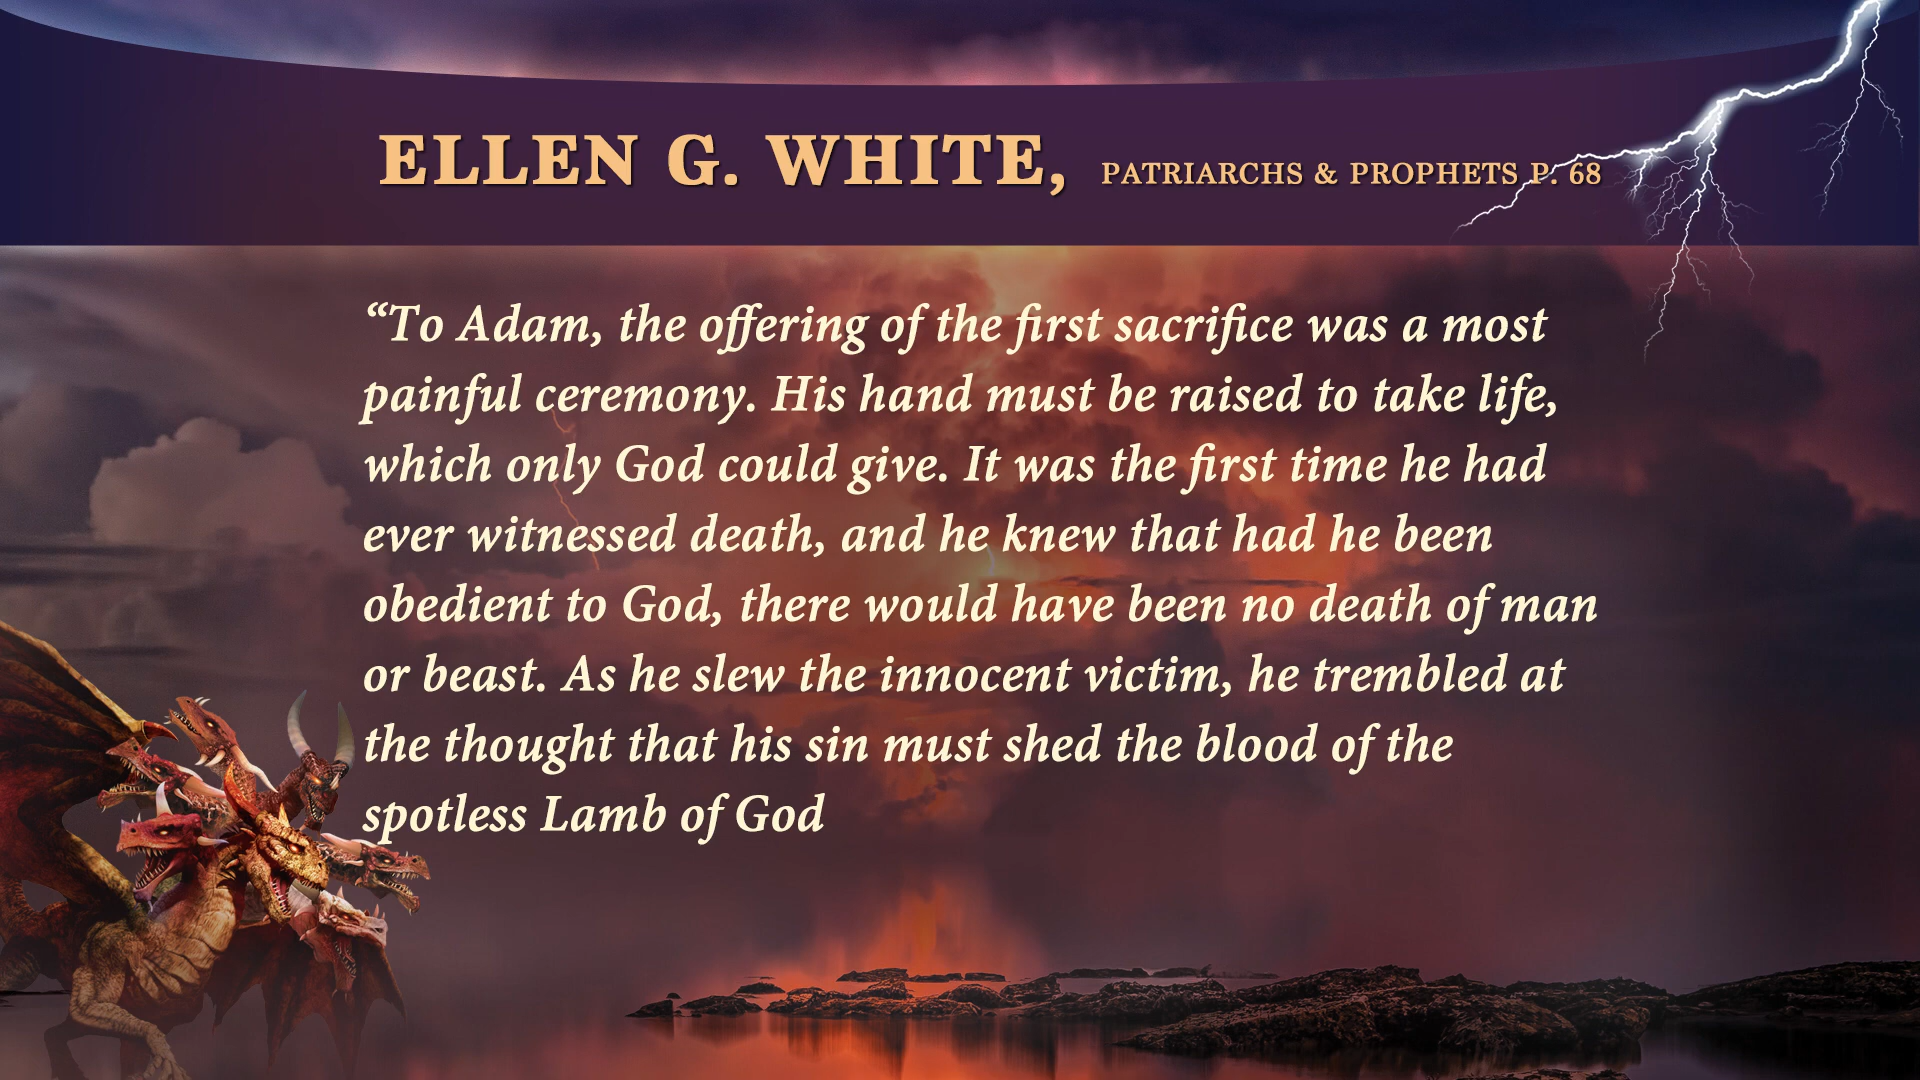 ELLEN G. WHITE, PATRIARCHS & PROPHETS P. 68
“To Adam, the offering of the first sacrifice was a most
painful ceremony. His hand must be raised to take life,
which only God could give. It was the first time he had
ever witnessed death, and he knew that had he been
obedient to God, there would have been no death of man
or beast. As he slew the innocent victim, he trembled at
the thought that his sin must shed the blood of the
spotless Lamb of God